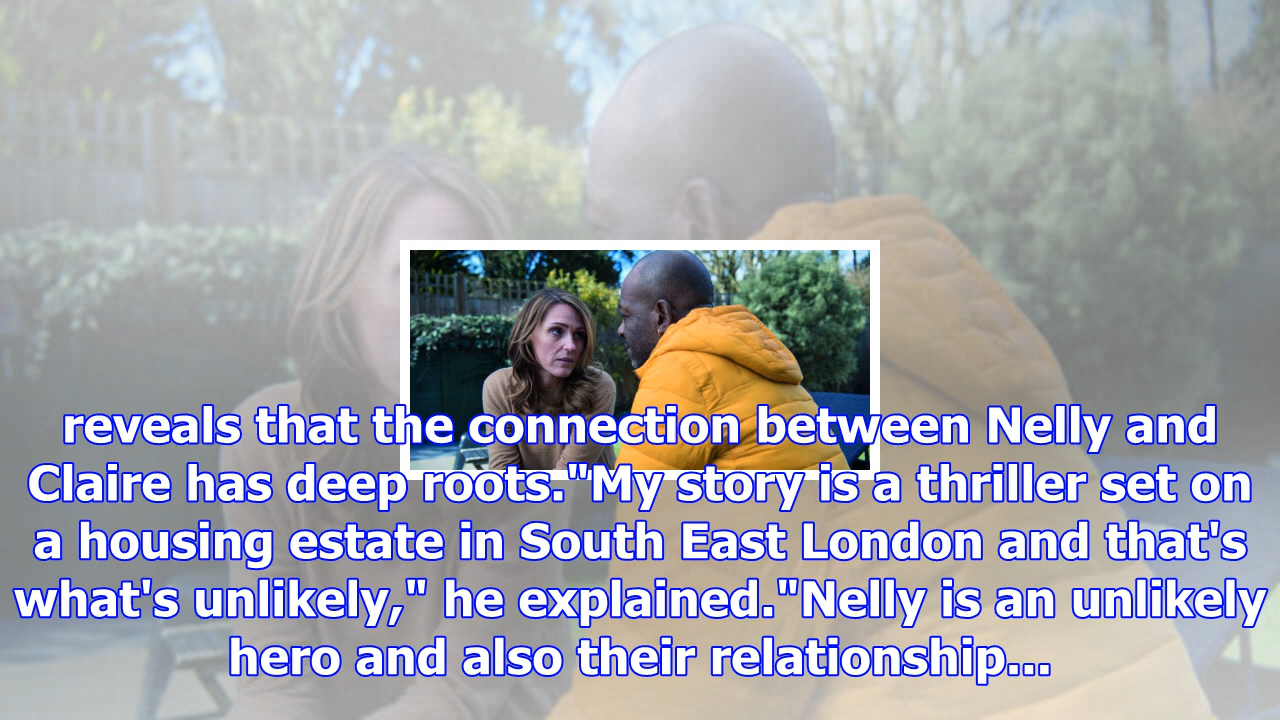 reveals that the connection between Nelly and
Claire has deep roots."My story is a thriller set on
a housing estate in South East London and that's
what's unlikely," he explained."Nelly is an unlikely
hero and also their relationship...